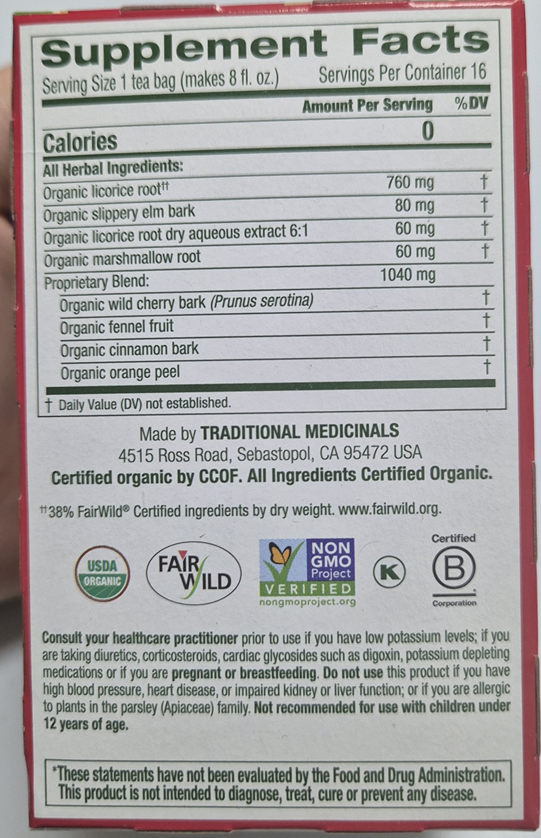 Supplement Facts
Serving Size 1 tea bag (makes 8 fl. oz.) Servings Per Container 16
Amount Per Serving %DV
Calories 0
All Herbal Ingredients:
Organic licorice root†† 760 mg †
Organic slippery elm bark 80 mg †
Organic licorice root dry aqueous extract 6:1 60 mg †
Organic marshmallow root 60 mg †
Proprietary Blend: 1040 mg
Organic wild cherry bark (Prunus serotina) †
Organic fennel fruit †
Organic cinnamon bark †
Organic orange peel †
† Daily Value (DV) not established.
Made by TRADITIONAL MEDICINALS
4515 Ross Road, Sebastopol, CA 95472 USA
Certified organic by CCOF. All Ingredients Certified Organic.
††38% FairWild® Certified ingredients by dry weight. www.fairwild.org.
USDA
ORGANIC
FAIR
WILD
NON
GMO
Project
VERIFIED
nongmoproject.org
K
Certified
B
Corporation
Consult your healthcare practitioner prior to use if you have low potassium levels; if you
are taking diuretics, corticosteroids, cardiac glycosides such as digoxin, potassium depleting
medications or if you are pregnant or breastfeeding. Do not use this product if you have
high blood pressure, heart disease, or impaired kidney or liver function; or if you are allergic
to plants in the parsley (Apiaceae) family. Not recommended for use with children under
12 years of age.
*These statements have not been evaluated by the Food and Drug Administration.
This product is not intended to diagnose, treat, cure or prevent any disease.